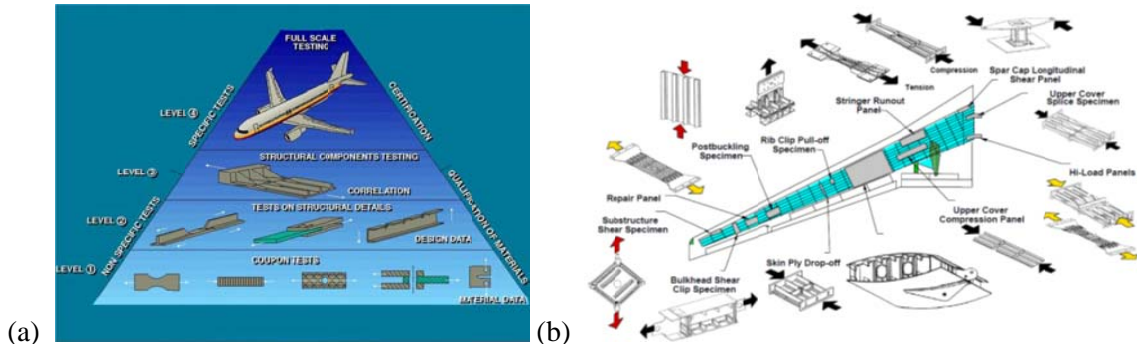 FULL SCALE
TESTING
LEVEL ④
SPECIFIC TESTS
CERTIFICATION
STRUCTURAL COMPONENTS TESTING
LEVEL ③
CORRELATION
LEVEL ②
TESTS ON STRUCTURAL DETAILS
DESIGN DATA
NON SPECIFIC TESTS
QUALIFICATION OF MATERIALS
LEVEL ①
COUPON TESTS
MATERIAL DATA
(a)
Compression
Tension
Spar Cap Longitudinal
Shear Panel
Stringer Runout
Panel
Upper Cover
Splice Specimen
Rib Clip Pull-off
Specimen
Postbuckling
Specimen
Hi-Load Panels
Repair Panel
Upper Cover
Compression Panel
Substructure
Shear Specimen
Skin Ply Drop-off
Bulkhead Shear
Clip Specimen
(b)